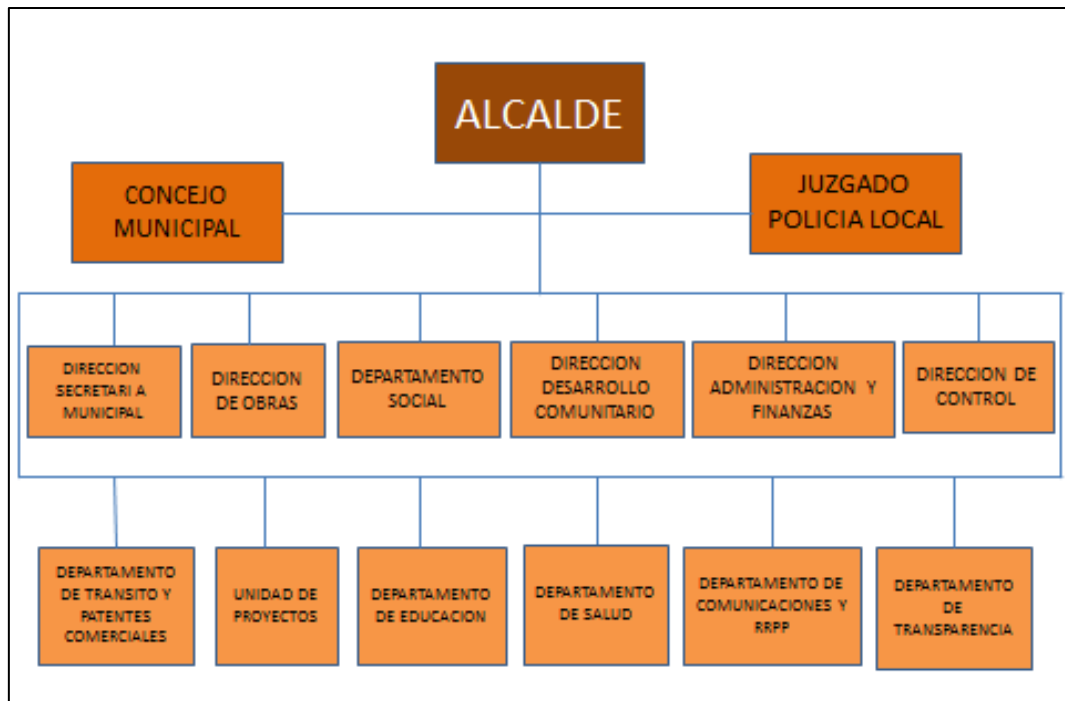 ALCALDE
CONCEJO
MUNICIPAL
JUZGADO
POLICIA LOCAL
DIRECCION
SECRETARI A
MUNICIPAL
DIRECCION
DE OBRAS
DEPARTAMENTO
SOCIAL
DIRECCION
DESARROLLO
COMUNITARIO
DIRECCION
ADMINISTRACION Y
FINANZAS
DIRECCION DE
CONTROL
DEPARTAMENTO
DE TRANSITO Y
PATENTES
COMERCIALES
UNIDAD DE
PROYECTOS
DEPARTAMENTO
DE EDUCACION
DEPARTAMENTO
DE SALUD
DEPARTAMENTO DE
COMUNICACIONES Y
RRPP
DEPARTAMENTO
DE
TRANSPARENCIA